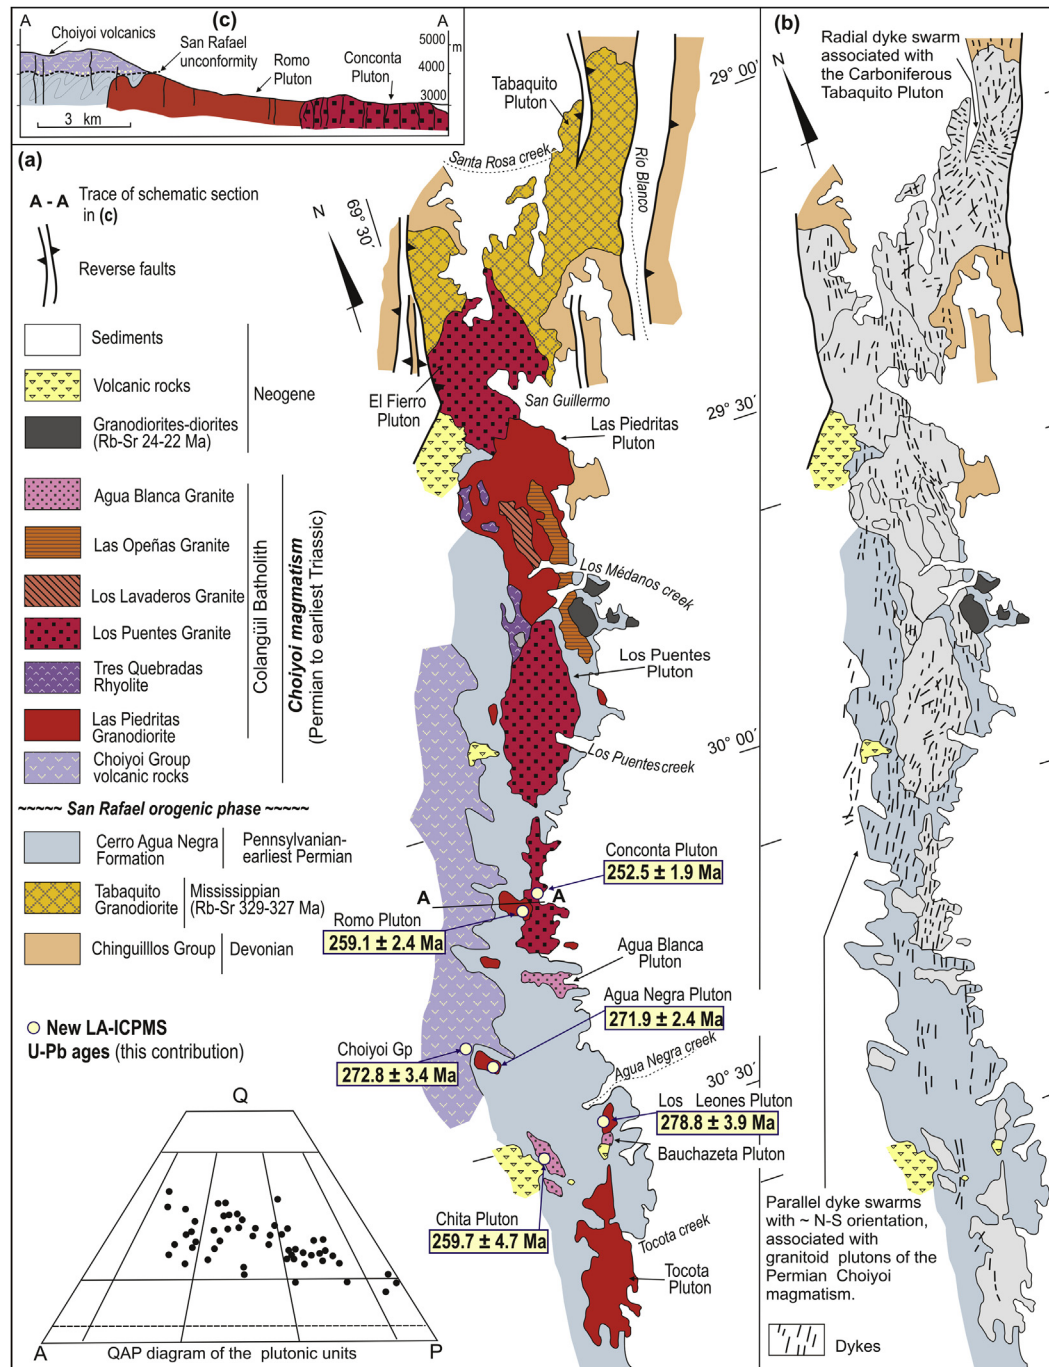 A
(c)
A
Choiyoi volcanics
San Rafael
unconformity
Romo
Pluton
Conconta
Pluton
5000
m
4000
3000
3 km
(a)
A - A
Trace of schematic section
in (c)
Reverse faults
Sediments
Volcanic rocks
Granodiorites-diorites
(Rb-Sr 24-22 Ma)
Neogene
Agua Blanca Granite
Las Opeñas Granite
Los Lavaderos Granite
Los Puentes Granite
Tres Quebradas
Rhyolite
Las Piedritas
Granodiorite
Choiyoi Group
volcanic rocks
Colangüil Batholith
Choiyoi magmatism
(Permian to earliest Triassic)
~~~~~ San Rafael orogenic phase ~~~~~
Cerro Agua Negra
Formation
Pennsylvanian-
earliest Permian
Tabaquito
Granodiorite
Mississippian
(Rb-Sr 329-327 Ma)
Chinguilllos Group
Devonian
New LA-ICPMS
U-Pb ages (this contribution)
Q
A
P
QAP diagram of the plutonic units
N
69° 30'
Tabaquito
Pluton
Santa Rosa creek
Río Blanco
29° 00'
El Fierro
Pluton
San Guillermo
29° 30'
Las Piedritas
Pluton
Los Médanos creek
Los Puentes
Pluton
Los Puentes creek
30° 00'
Conconta Pluton
252.5 ± 1.9 Ma
A
A
Romo Pluton
259.1 ± 2.4 Ma
Agua Blanca
Pluton
Agua Negra Pluton
271.9 ± 2.4 Ma
Choiyoi Gp
272.8 ± 3.4 Ma
Agua Negra creek
30° 30'
Los Leones Pluton
278.8 ± 3.9 Ma
Bauchazeta Pluton
Chita Pluton
259.7 ± 4.7 Ma
Tocota creek
Tocota
Pluton
(b)
Radial dyke swarm
associated with
the Carboniferous
Tabaquito Pluton
N
Parallel dyke swarms
with ~ N-S orientation,
associated with
granitoid plutons of the
Permian Choiyoi
magmatism.
Dykes